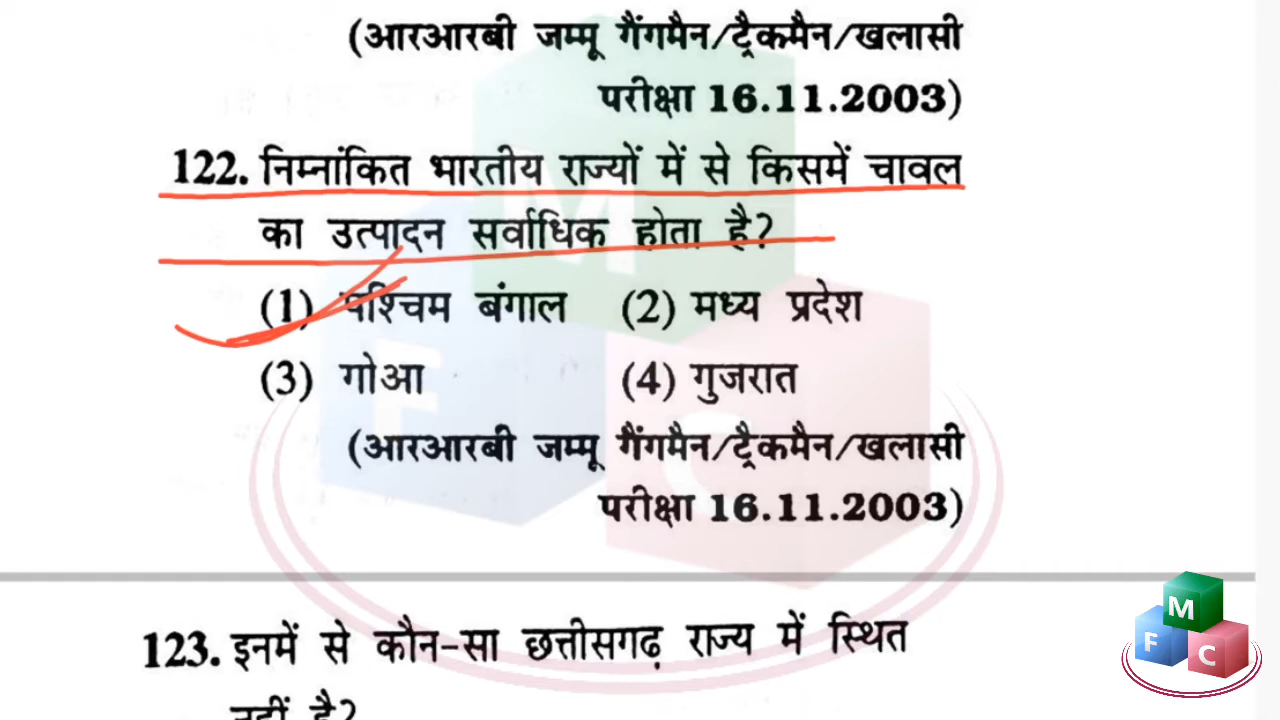 (आरआरबी जम्मू गैंगमैन/ट्रैकमैन/खलासी
परीक्षा 16.11.2003)
122. निम्नांकित भारतीय राज्यों में से किसमें चावल
का उत्पादन सर्वाधिक होता है?
(1) पश्चिम बंगाल (2) मध्य प्रदेश
(3) गोआ (4) गुजरात
(आरआरबी जम्मू गैंगमैन/ट्रैकमैन/खलासी
परीक्षा 16.11.2003)
123. इनमें से कौन-सा छत्तीसगढ़ राज्य में स्थित
नहीं है?
M
F C
M
F C